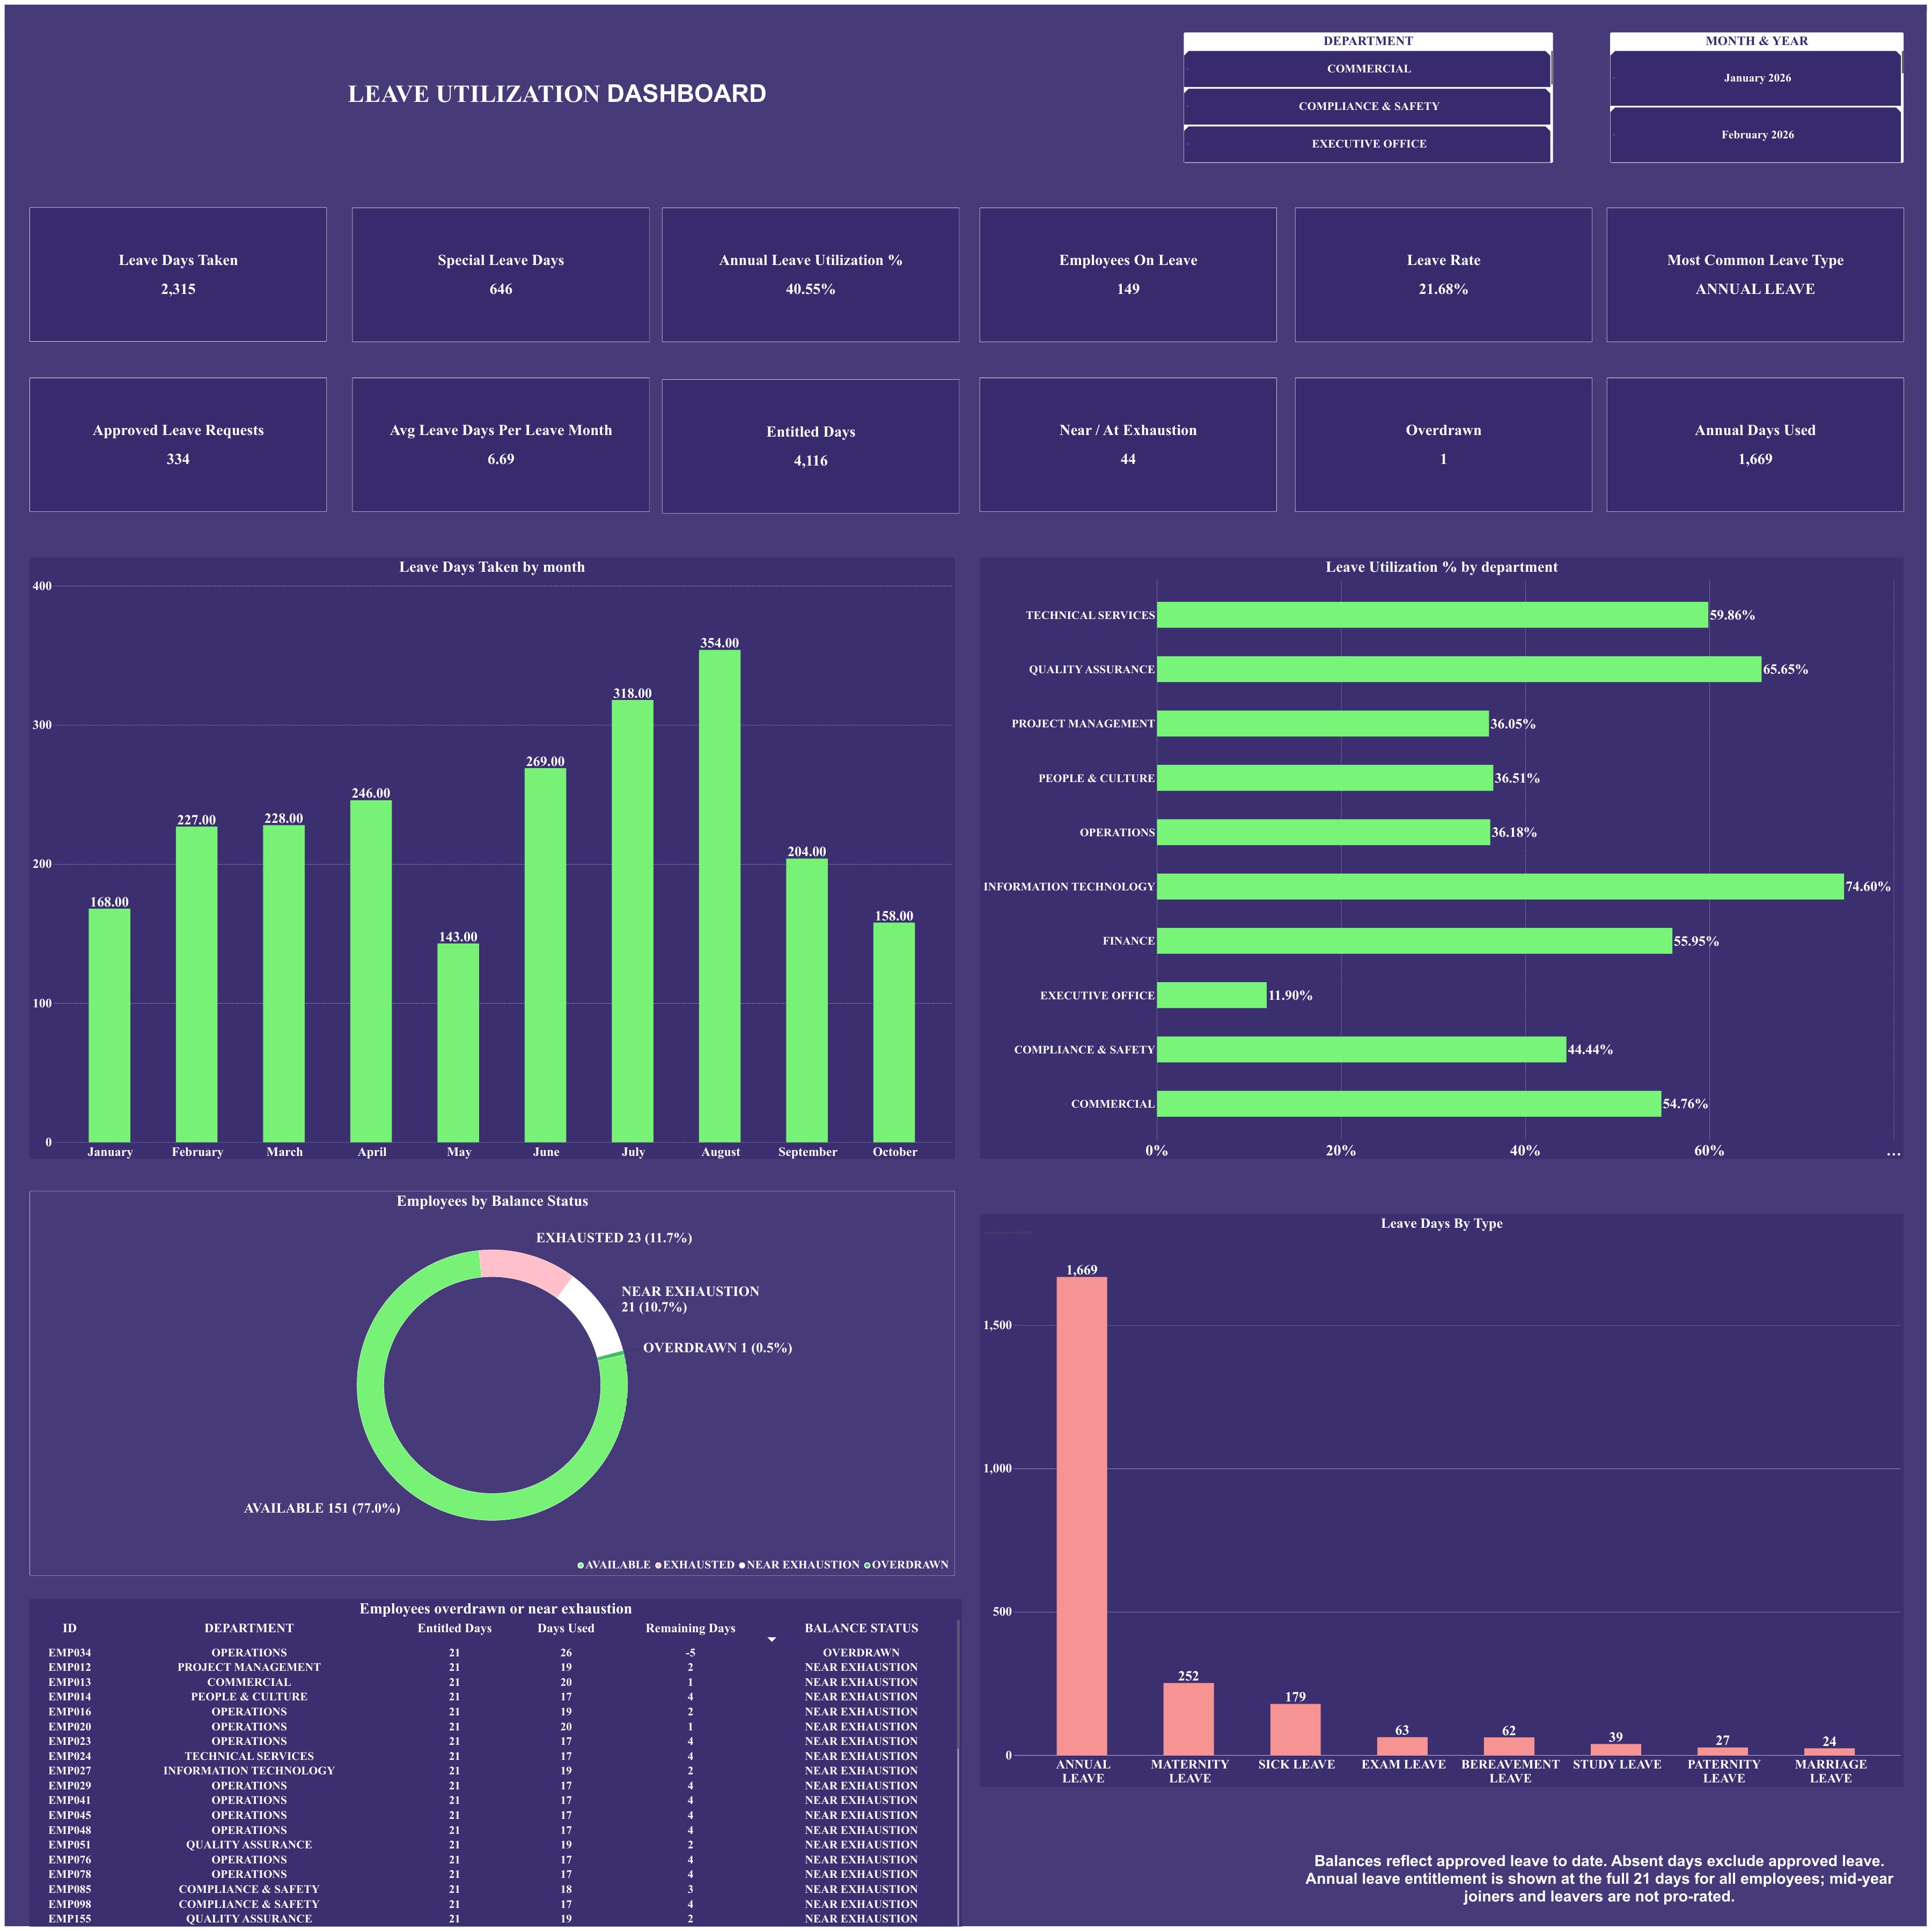 LEAVE UTILIZATION DASHBOARD
DEPARTMENT
COMMERCIAL
COMPLIANCE & SAFETY
EXECUTIVE OFFICE
MONTH & YEAR
January 2026
February 2026
Leave Days Taken
2,315
Special Leave Days
646
Annual Leave Utilization %
40.55%
Employees On Leave
149
Leave Rate
21.68%
Most Common Leave Type
ANNUAL LEAVE
Approved Leave Requests
334
Avg Leave Days Per Leave Month
6.69
Entitled Days
4,116
Near / At Exhaustion
44
Overdrawn
1
Annual Days Used
1,669
Leave Days Taken by month
400
300
200
100
0
168.00
227.00
228.00
246.00
143.00
269.00
318.00
354.00
204.00
158.00
January February March April May June July August September October
Leave Utilization % by department
TECHNICAL SERVICES 59.86%
QUALITY ASSURANCE 65.65%
PROJECT MANAGEMENT 36.05%
PEOPLE & CULTURE 36.51%
OPERATIONS 36.18%
INFORMATION TECHNOLOGY 74.60%
FINANCE 55.95%
EXECUTIVE OFFICE 11.90%
COMPLIANCE & SAFETY 44.44%
COMMERCIAL 54.76%
0% 20% 40% 60% ...
Employees by Balance Status
EXHAUSTED 23 (11.7%)
NEAR EXHAUSTION
21 (10.7%)
OVERDRAWN 1 (0.5%)
AVAILABLE 151 (77.0%)
AVAILABLE EXHAUSTED NEAR EXHAUSTION OVERDRAWN
Leave Days By Type
1,500
1,000
500
0
1,669
252
179
63
62
39
27
24
ANNUAL LEAVE
MATERNITY LEAVE
SICK LEAVE
EXAM LEAVE
BEREAVEMENT LEAVE
STUDY LEAVE
PATERNITY LEAVE
MARRIAGE LEAVE
Employees overdrawn or near exhaustion
ID DEPARTMENT Entitled Days Days Used Remaining Days BALANCE STATUS
EMP034 OPERATIONS 21 26 -5 OVERDRAWN
EMP012 PROJECT MANAGEMENT 21 19 2 NEAR EXHAUSTION
EMP013 COMMERCIAL 21 20 1 NEAR EXHAUSTION
EMP014 PEOPLE & CULTURE 21 17 4 NEAR EXHAUSTION
EMP016 OPERATIONS 21 19 2 NEAR EXHAUSTION
EMP020 OPERATIONS 21 20 1 NEAR EXHAUSTION
EMP023 OPERATIONS 21 17 4 NEAR EXHAUSTION
EMP024 TECHNICAL SERVICES 21 17 4 NEAR EXHAUSTION
EMP027 INFORMATION TECHNOLOGY 21 19 2 NEAR EXHAUSTION
EMP029 OPERATIONS 21 17 4 NEAR EXHAUSTION
EMP041 OPERATIONS 21 17 4 NEAR EXHAUSTION
EMP045 OPERATIONS 21 17 4 NEAR EXHAUSTION
EMP048 OPERATIONS 21 17 4 NEAR EXHAUSTION
EMP051 QUALITY ASSURANCE 21 19 2 NEAR EXHAUSTION
EMP076 OPERATIONS 21 17 4 NEAR EXHAUSTION
EMP078 OPERATIONS 21 17 4 NEAR EXHAUSTION
EMP085 COMPLIANCE & SAFETY 21 18 3 NEAR EXHAUSTION
EMP098 COMPLIANCE & SAFETY 21 17 4 NEAR EXHAUSTION
EMP155 QUALITY ASSURANCE 21 19 2 NEAR EXHAUSTION
Balances reflect approved leave to date. Absent days exclude approved leave.
Annual leave entitlement is shown at the full 21 days for all employees; mid-year
joiners and leavers are not pro-rated.